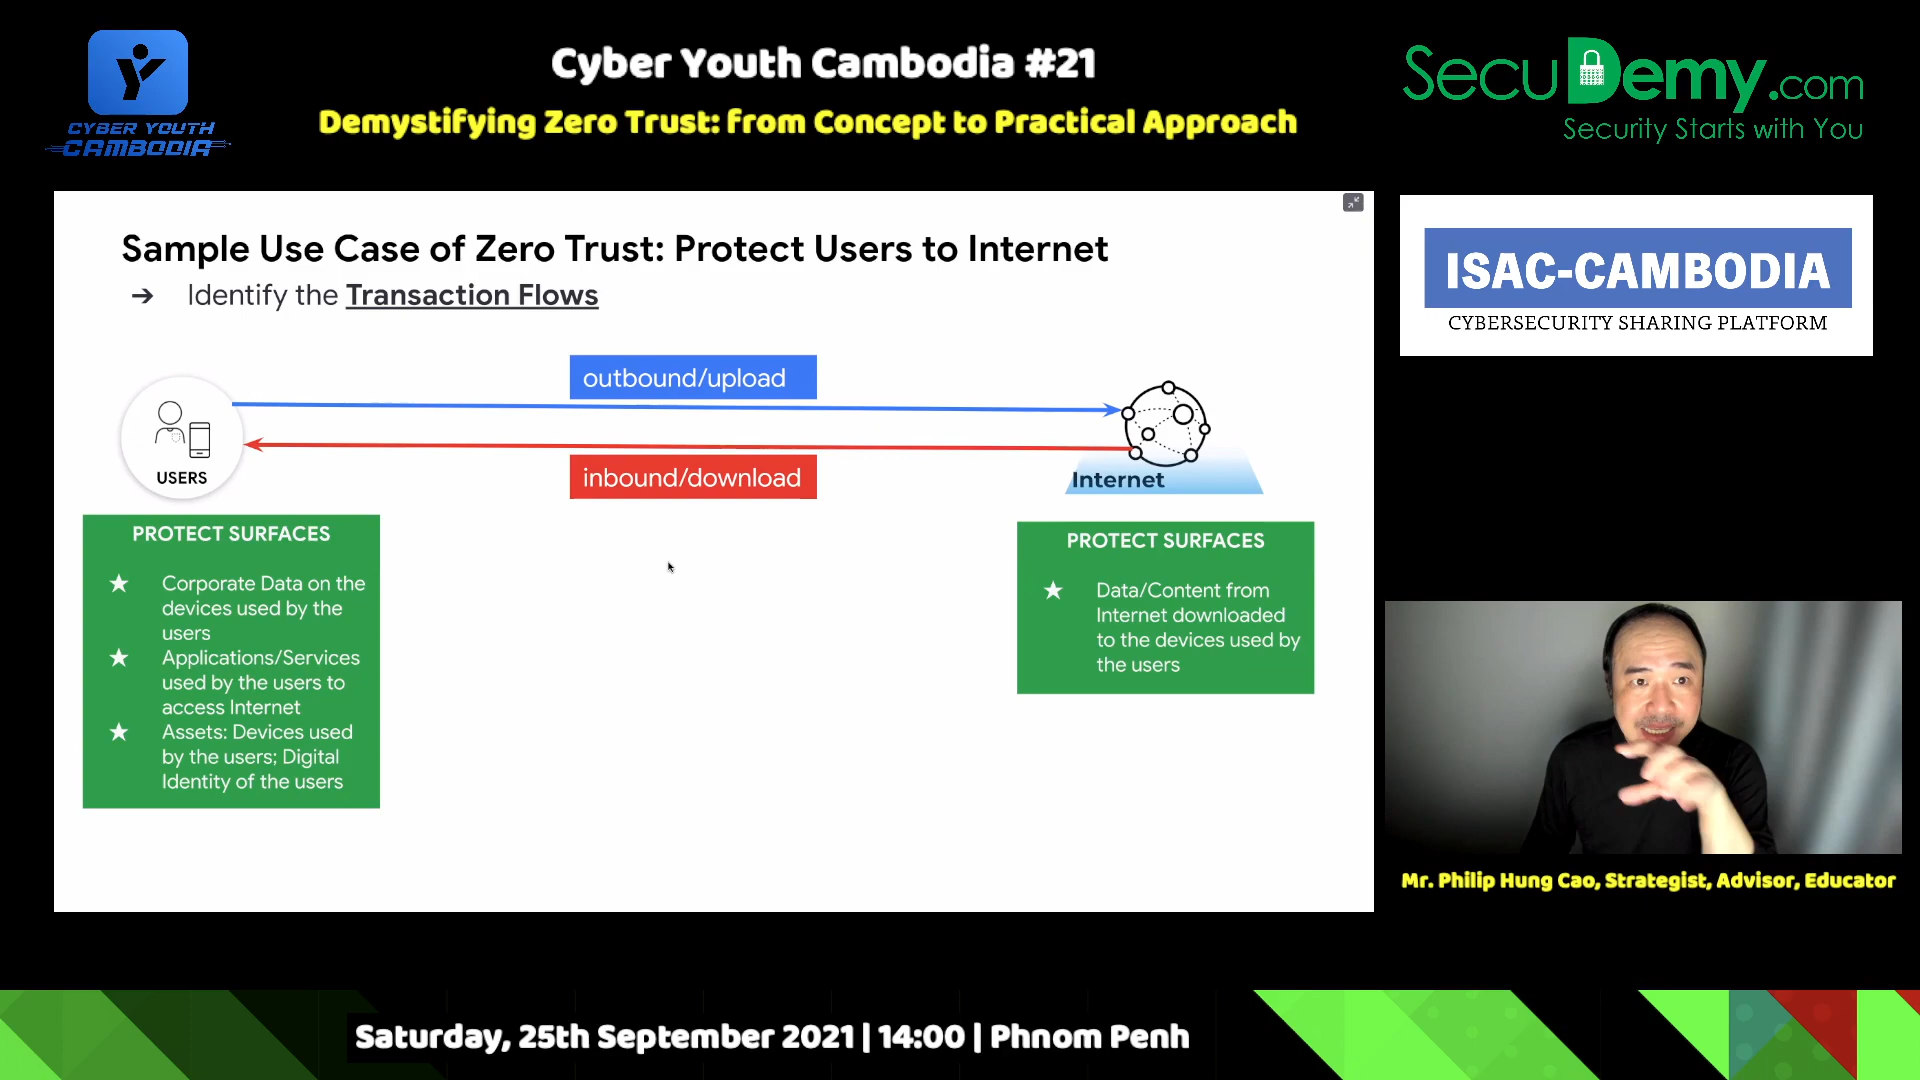 CYBER YOUTH
CAMBODIA
Cyber Youth Cambodia #21
Demystifying Zero Trust: from Concept to Practical Approach
SecuDemy.com
Security Starts with You
Sample Use Case of Zero Trust: Protect Users to Internet
➔ Identify the Transaction Flows
outbound/upload
inbound/download
USERS
Internet
PROTECT SURFACES
★ Corporate Data on the
devices used by the
users
★ Applications/Services
used by the users to
access Internet
★ Assets: Devices used
by the users; Digital
Identity of the users
PROTECT SURFACES
★ Data/Content from
Internet downloaded
to the devices used by
the users
ISAC-CAMBODIA
CYBERSECURITY SHARING PLATFORM
Mr. Philip Hung Cao, Strategist, Advisor, Educator
Saturday, 25th September 2021 | 14:00 | Phnom Penh